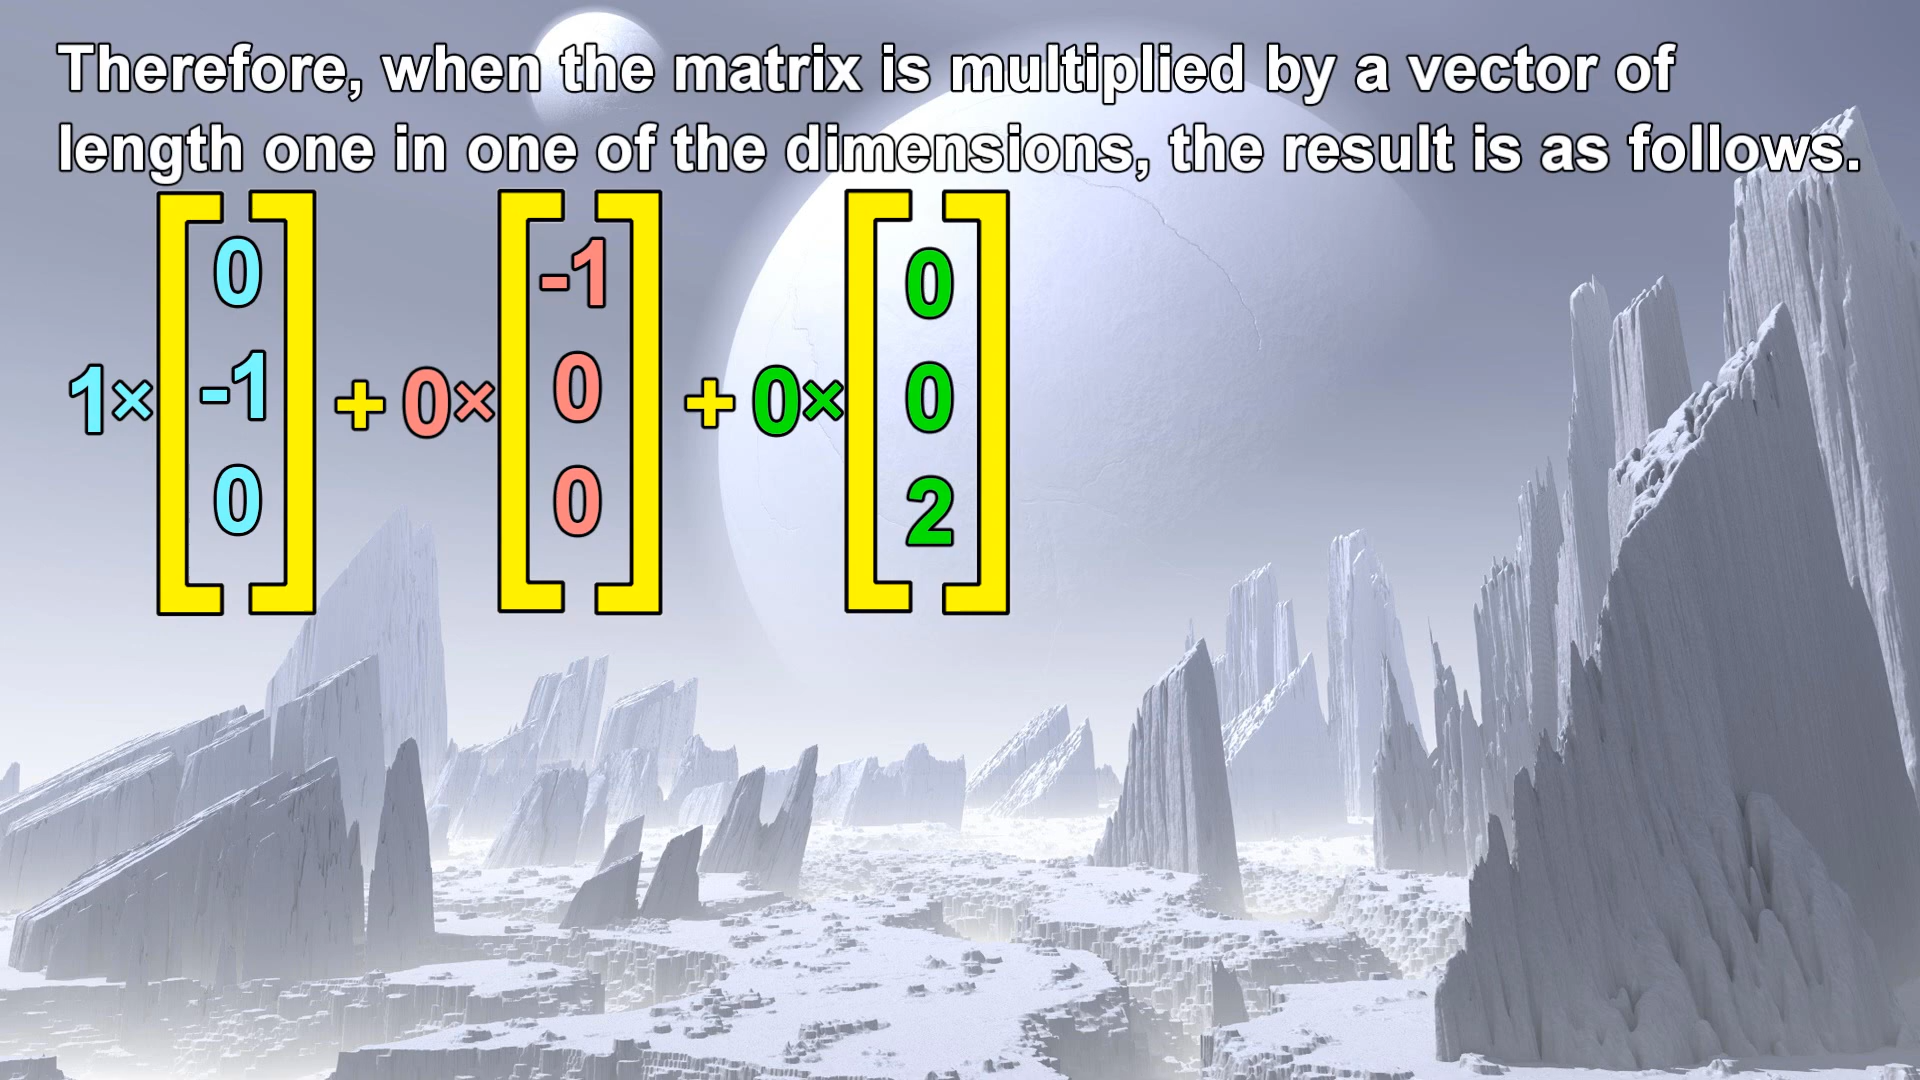 Therefore, when the matrix is multiplied by a vector of
length one in one of the dimensions, the result is as follows.
0 -1 0
1× -1 + 0× 0 + 0× 0
0 0 2